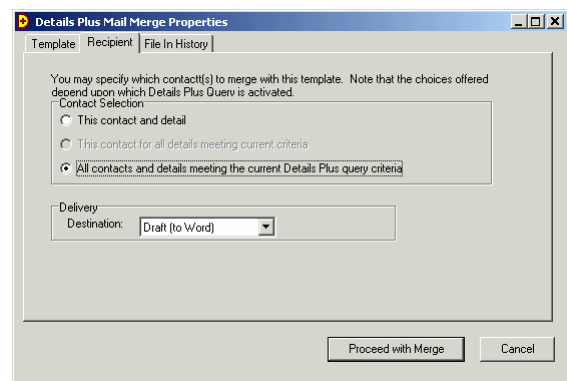 Details Plus Mail Merge Properties
Template Recipient File In History
You may specify which contactt(s) to merge with this template. Note that the choices offered
depend upon which Details Plus Query is activated.
Contact Selection
This contact and detail
This contact for all details meeting current criteria
All contacts and details meeting the current Details Plus query criteria
Delivery
Destination: Draft (to Word)
Proceed with Merge Cancel